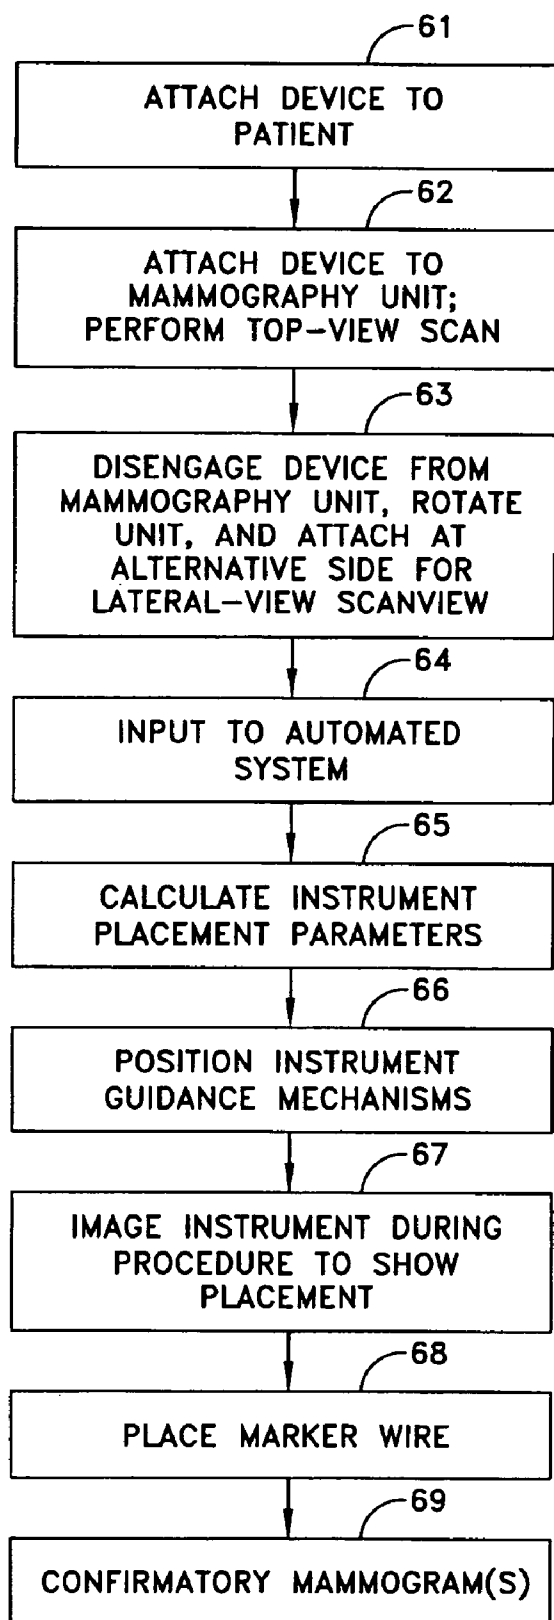 61
ATTACH DEVICE TO
PATIENT
62
ATTACH DEVICE TO
MAMMOGRAPHY UNIT;
PERFORM TOP-VIEW SCAN
63
DISENGAGE DEVICE FROM
MAMMOGRAPHY UNIT, ROTATE
UNIT, AND ATTACH AT
ALTERNATIVE SIDE FOR
LATERAL-VIEW SCANVIEW
64
INPUT TO AUTOMATED
SYSTEM
65
CALCULATE INSTRUMENT
PLACEMENT PARAMETERS
66
POSITION INSTRUMENT
GUIDANCE MECHANISMS
67
IMAGE INSTRUMENT DURING
PROCEDURE TO SHOW
PLACEMENT
68
PLACE MARKER WIRE
69
CONFIRMATORY MAMMOGRAM(S)